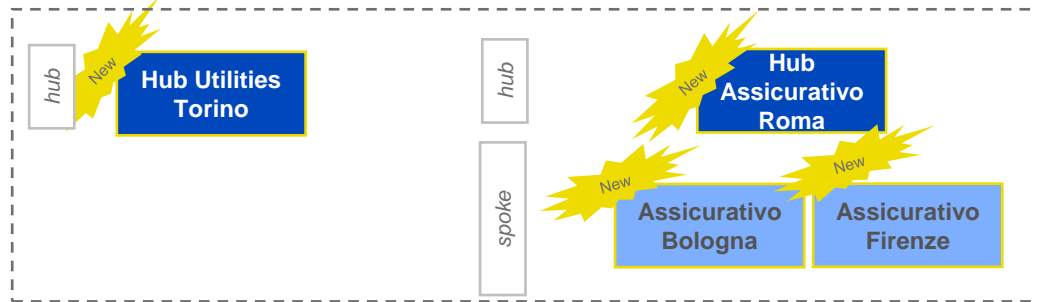 hub
New
Hub Utilities
Torino
hub
New
Hub
Assicurativo
Roma
spoke
New
Assicurativo
Bologna
New
Assicurativo
Firenze